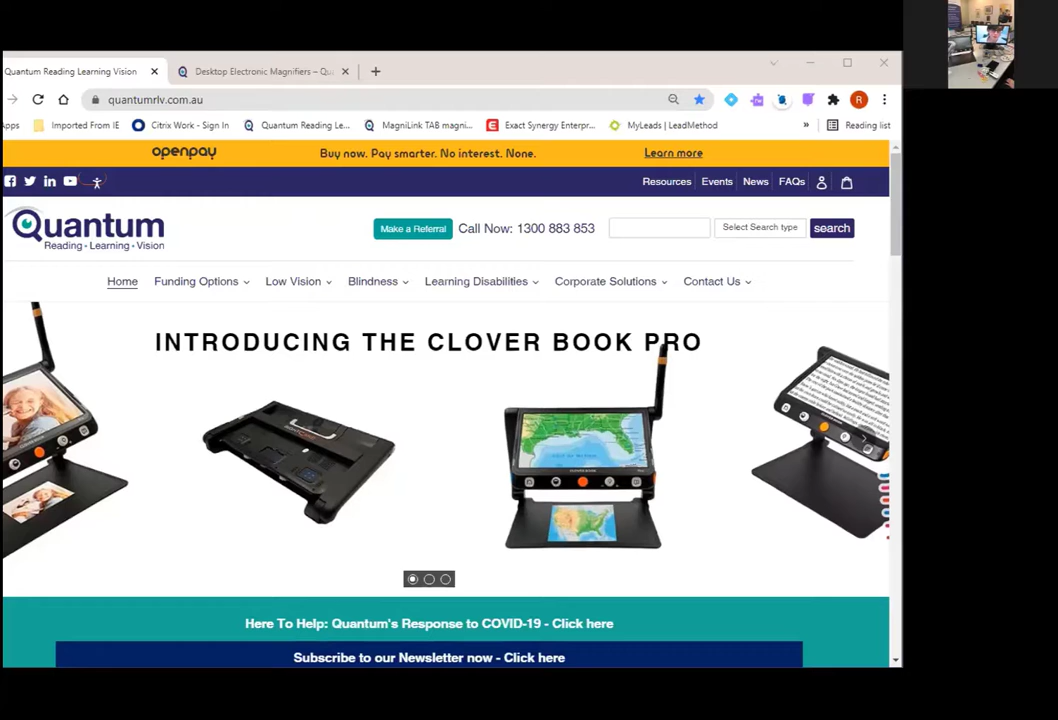 Quantum Reading Learning Vision
Desktop Electronic Magnifiers – Qu
quantumrlv.com.au
R
Apps
Imported From IE
Citrix Work - Sign In
Quantum Reading Le...
MagniLink TAB magni...
Exact Synergy Enterpr...
MyLeads | LeadMethod
»
Reading list
openpay
Buy now. Pay smarter. No interest. None.
Learn more
Resources
Events
News
FAQs
Quantum
Reading • Learning • Vision
Make a Referral
Call Now: 1300 883 853
Select Search type
search
Home
Funding Options
Low Vision
Blindness
Learning Disabilities
Corporate Solutions
Contact Us
INTRODUCING THE CLOVER BOOK PRO
Here To Help: Quantum's Response to COVID-19 - Click here
Subscribe to our Newsletter now - Click here